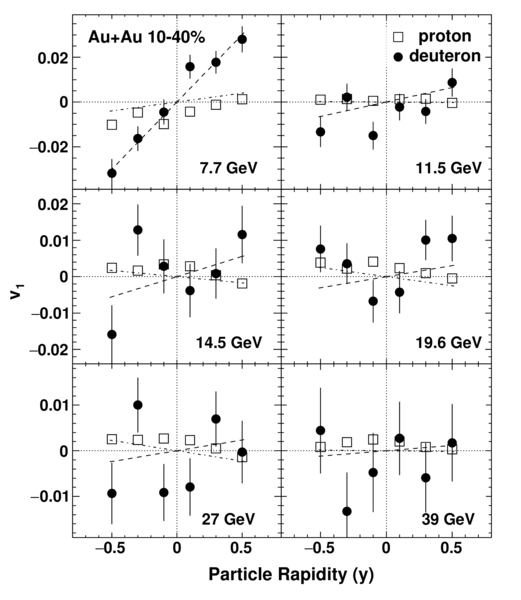 Au+Au 10-40%
proton
deuteron
0.02
0
−0.02
7.7 GeV
11.5 GeV
0.02
0.01
0
−0.01
−0.02
14.5 GeV
19.6 GeV
v1
0.01
0
−0.01
27 GeV
39 GeV
−0.5
0
0.5
−0.5
0
0.5
Particle Rapidity (y)